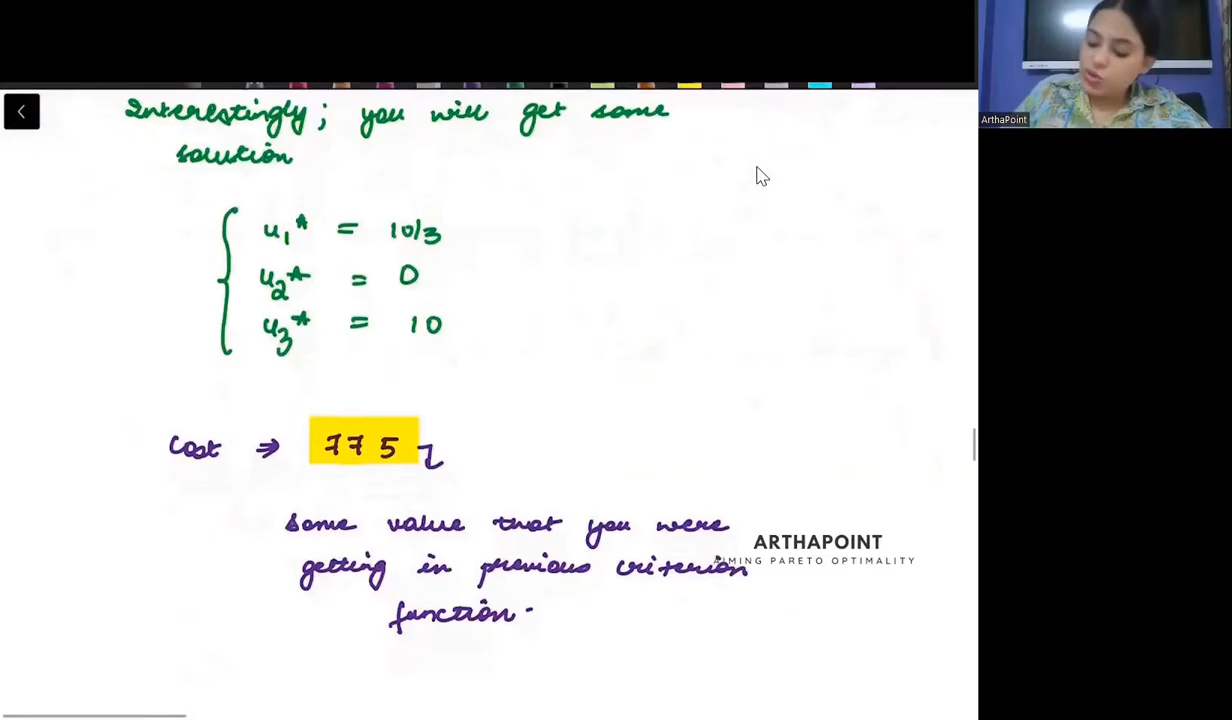 Interestingly; you will get same
solution
u1* = 10/3
u2* = 0
u3* = 10
Cost ⇒ 775
same value that you were
getting in previous criterion
function.
ARTHAPOINT
AIMING PARETO OPTIMALITY
ArthaPoint